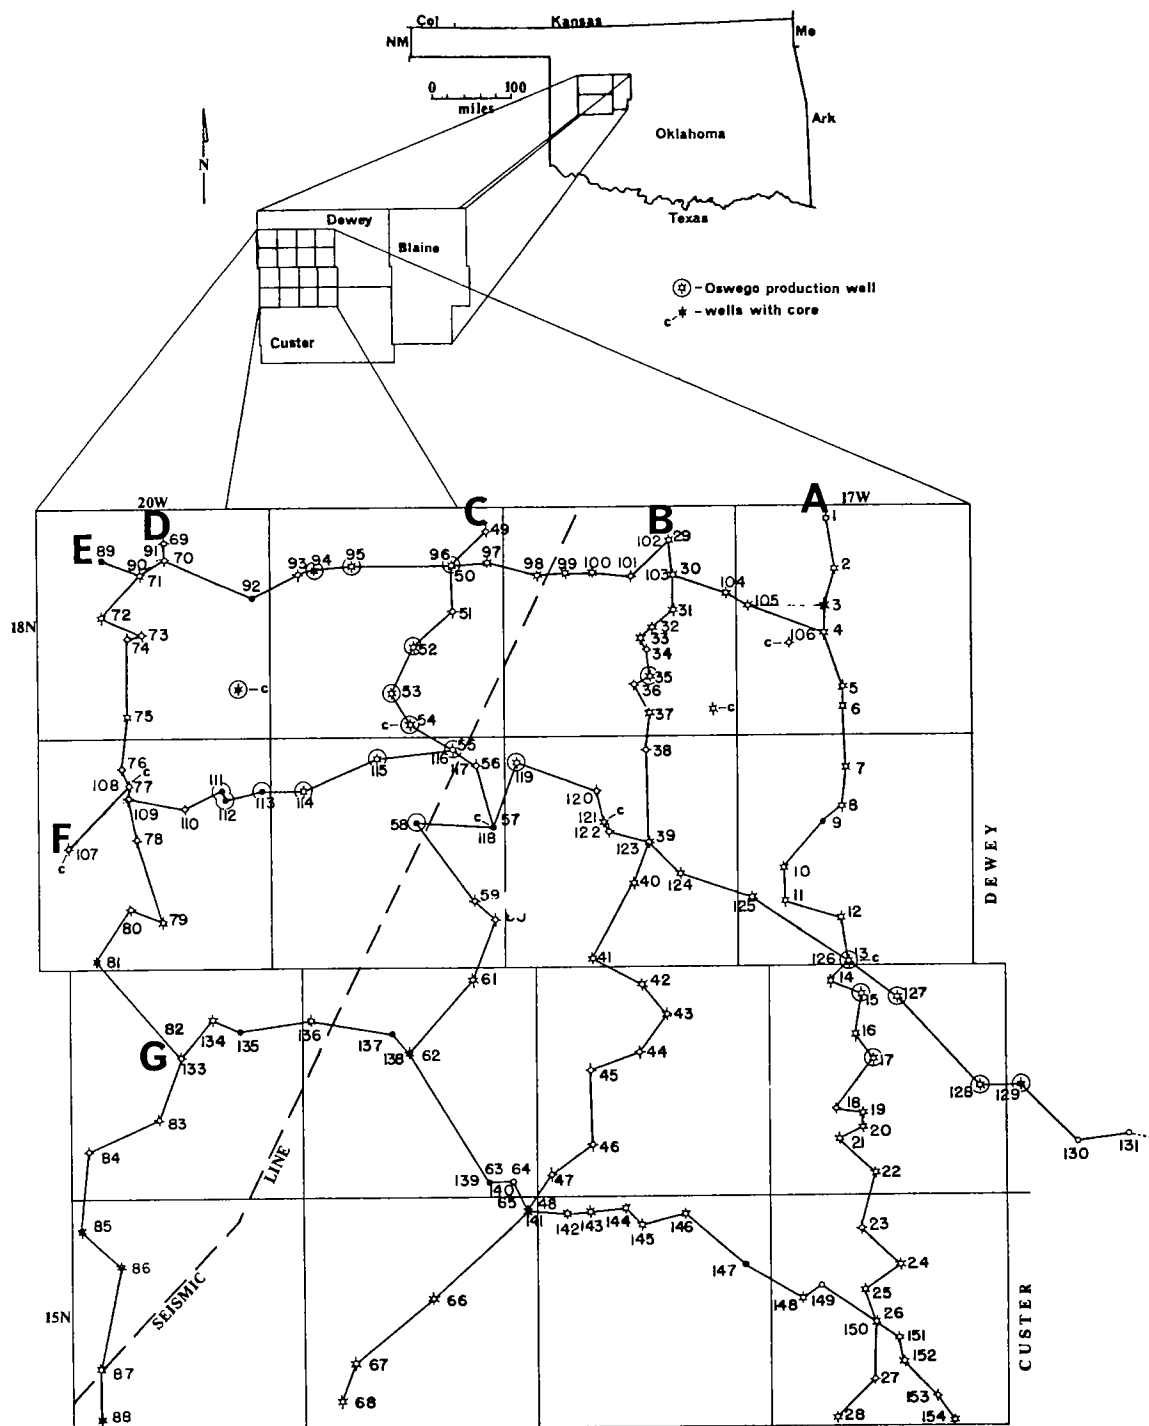 Col Kansas
NM Mo
0 100
miles
Ark
Oklahoma
N
Texas
Dewey
Blaine
Custer
-Oswego production well
c -wells with core
20W 17W
D C B A
E
1
69 49 29
89 91 70 102
90 71 93 94 95 96 97 98 99 100 101 103 30 2
50
92 104 105 3
72 51 31
18N 73 32 106 4
74 33 c
52 34
35
c 53 36 5
75 c-54 37 -c 6
55
76 c 116 117 56 119 38 7
108 77 111 115
109 110 112 113 114 120 8
c 57 121 c 9
78 58 118 122 39
F 107 123
c 10
124
79 59 40 125 11
80 12
DEWEY
81 41 13
126 -c
61 42 14
15 127
82 134 136 43 16
135 137
G 133 138 62 44 17
45 128 129
83 18 19
20
84 46 21 130 131
LINE 63 64 22
139 140 47
65 48
141 142 143 144 145 146 23
85
86 24
SEISMIC 147 25
15N 66 148 149 26
150 151
152
87 67 27
153
88 68 28 154
CUSTER